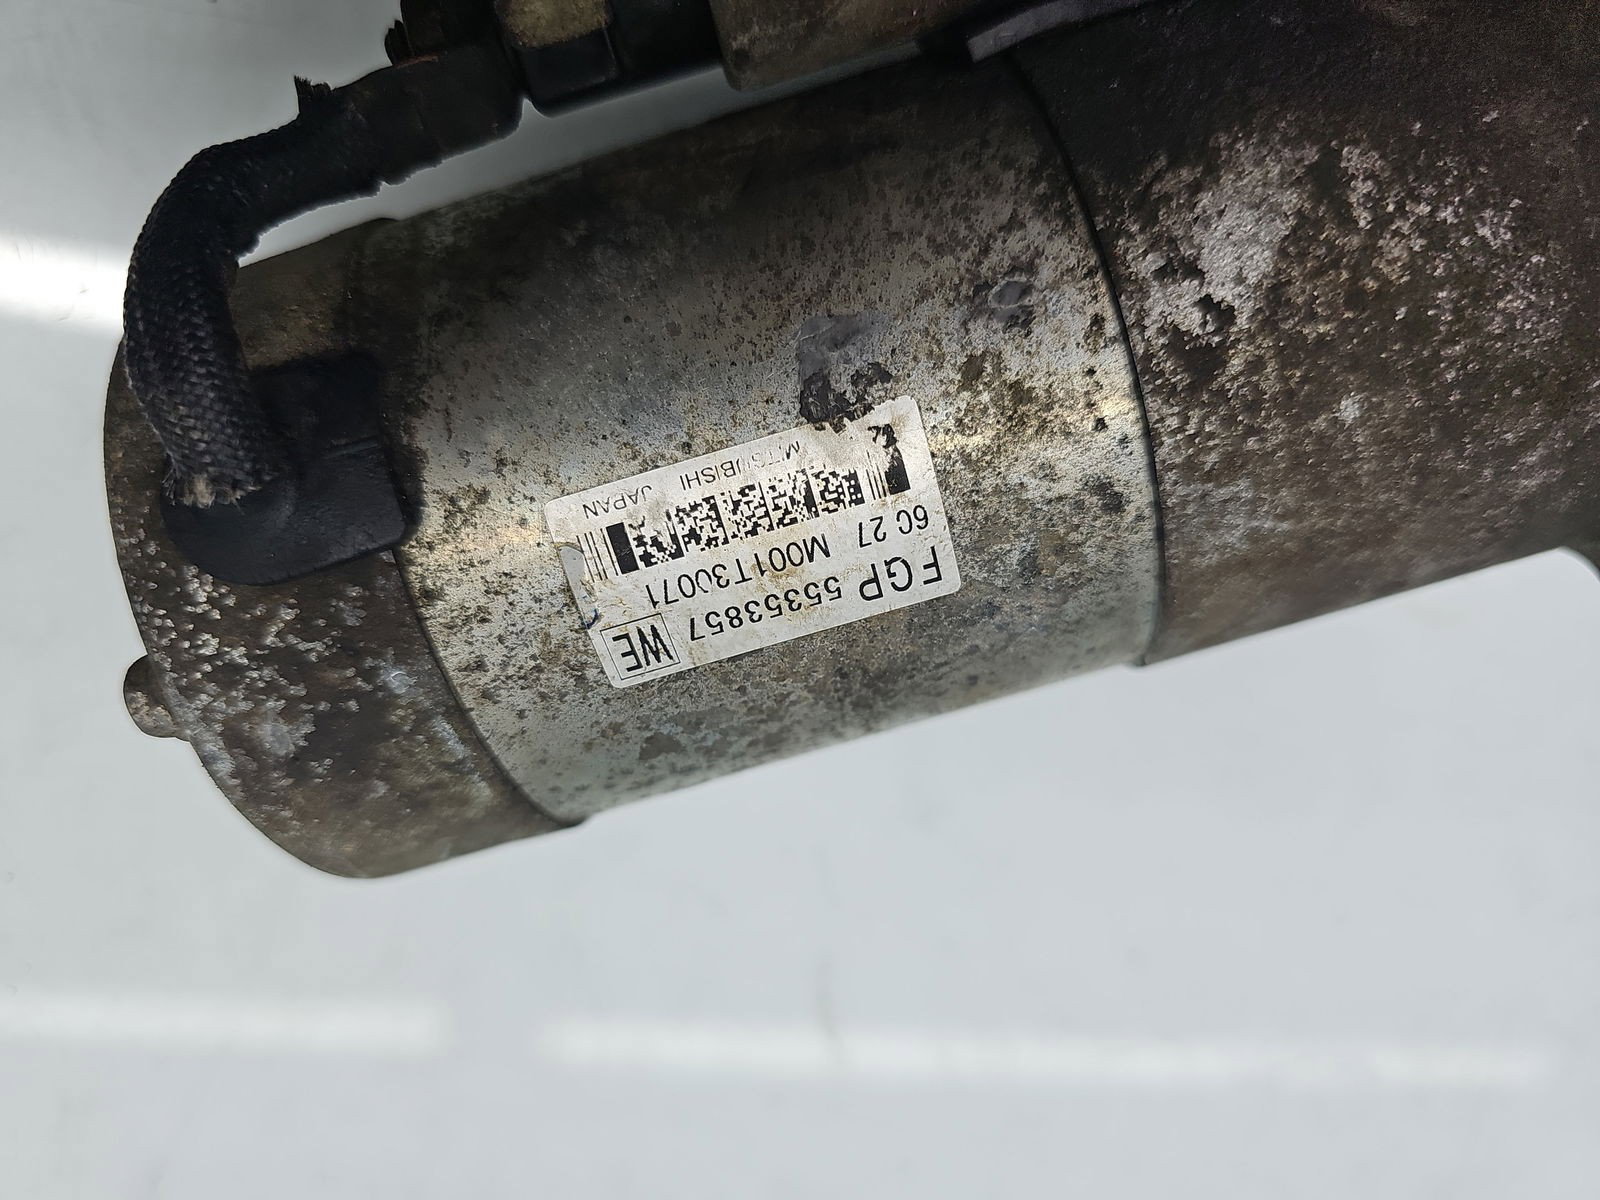 FGP 55353857 WE
6C 27 M001T30071
MITSUBISHI JAPAN